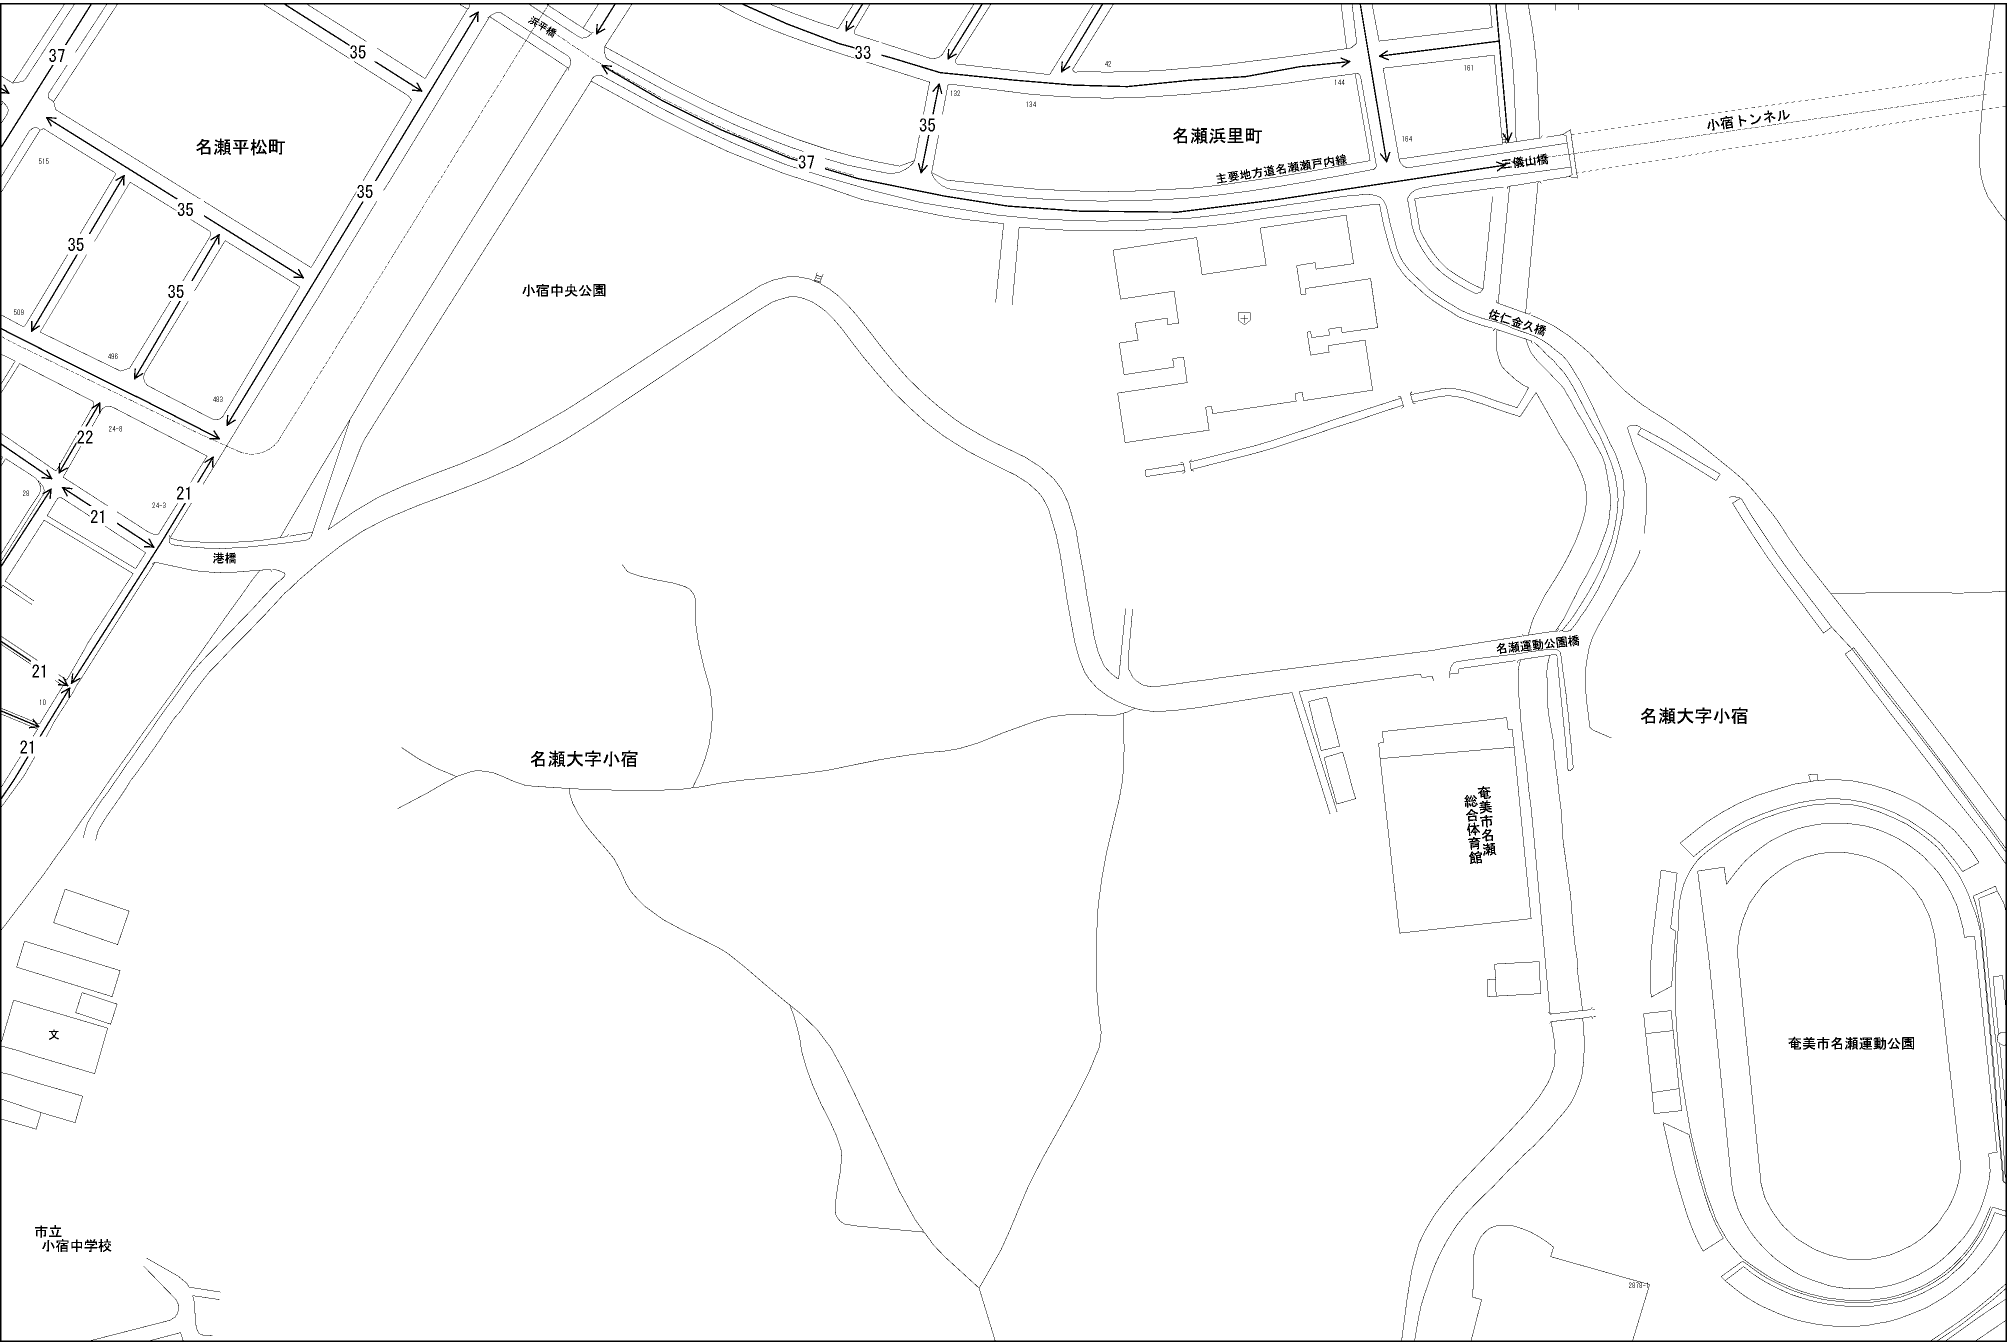 浜平橋
37
35
33
42
161
132
134
144
35
164
小宿トンネル
名瀬平松町
名瀬浜里町
515
37
三儀山橋
主要地方道名瀬瀬戸内線
35
35
35
35
小宿中央公園
509
佐仁金久橋
496
483
24-8
22
28
21
24-3
21
港橋
名瀬運動公園橋
21
10
名瀬大字小宿
21
名瀬大字小宿
奄美市名瀬
総合体育館
文
奄美市名瀬運動公園
市立
小宿中学校